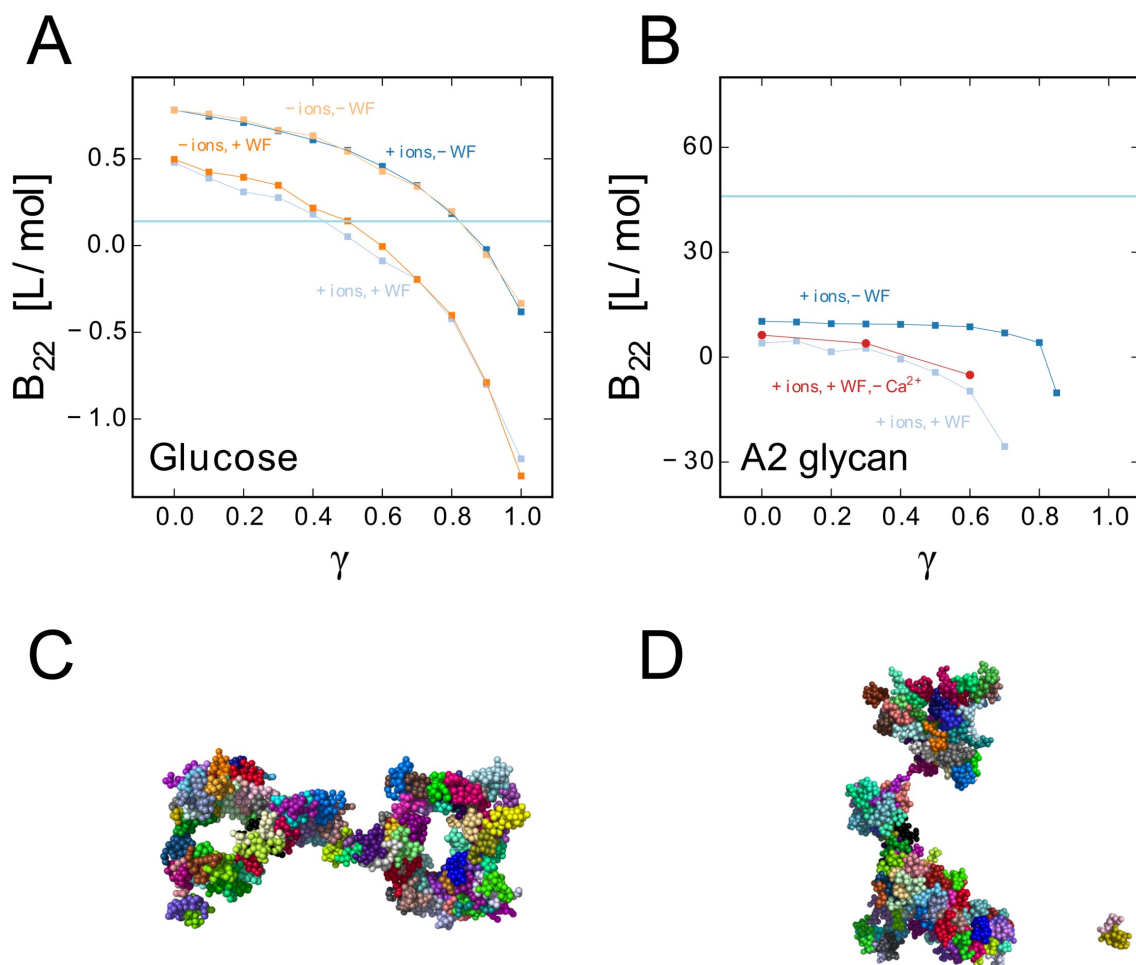 A
B
− ions, − WF
− ions, + WF
+ ions, − WF
+ ions, + WF
0.5
0.0
− 0.5
− 1.0
B22 [L/ mol]
Glucose
0.0 0.2 0.4 0.6 0.8 1.0
γ
60
30
0
− 30
B22 [L/ mol]
+ ions, − WF
+ ions, + WF, − Ca²⁺
+ ions, + WF
A2 glycan
0.0 0.2 0.4 0.6 0.8 1.0
γ
C
D